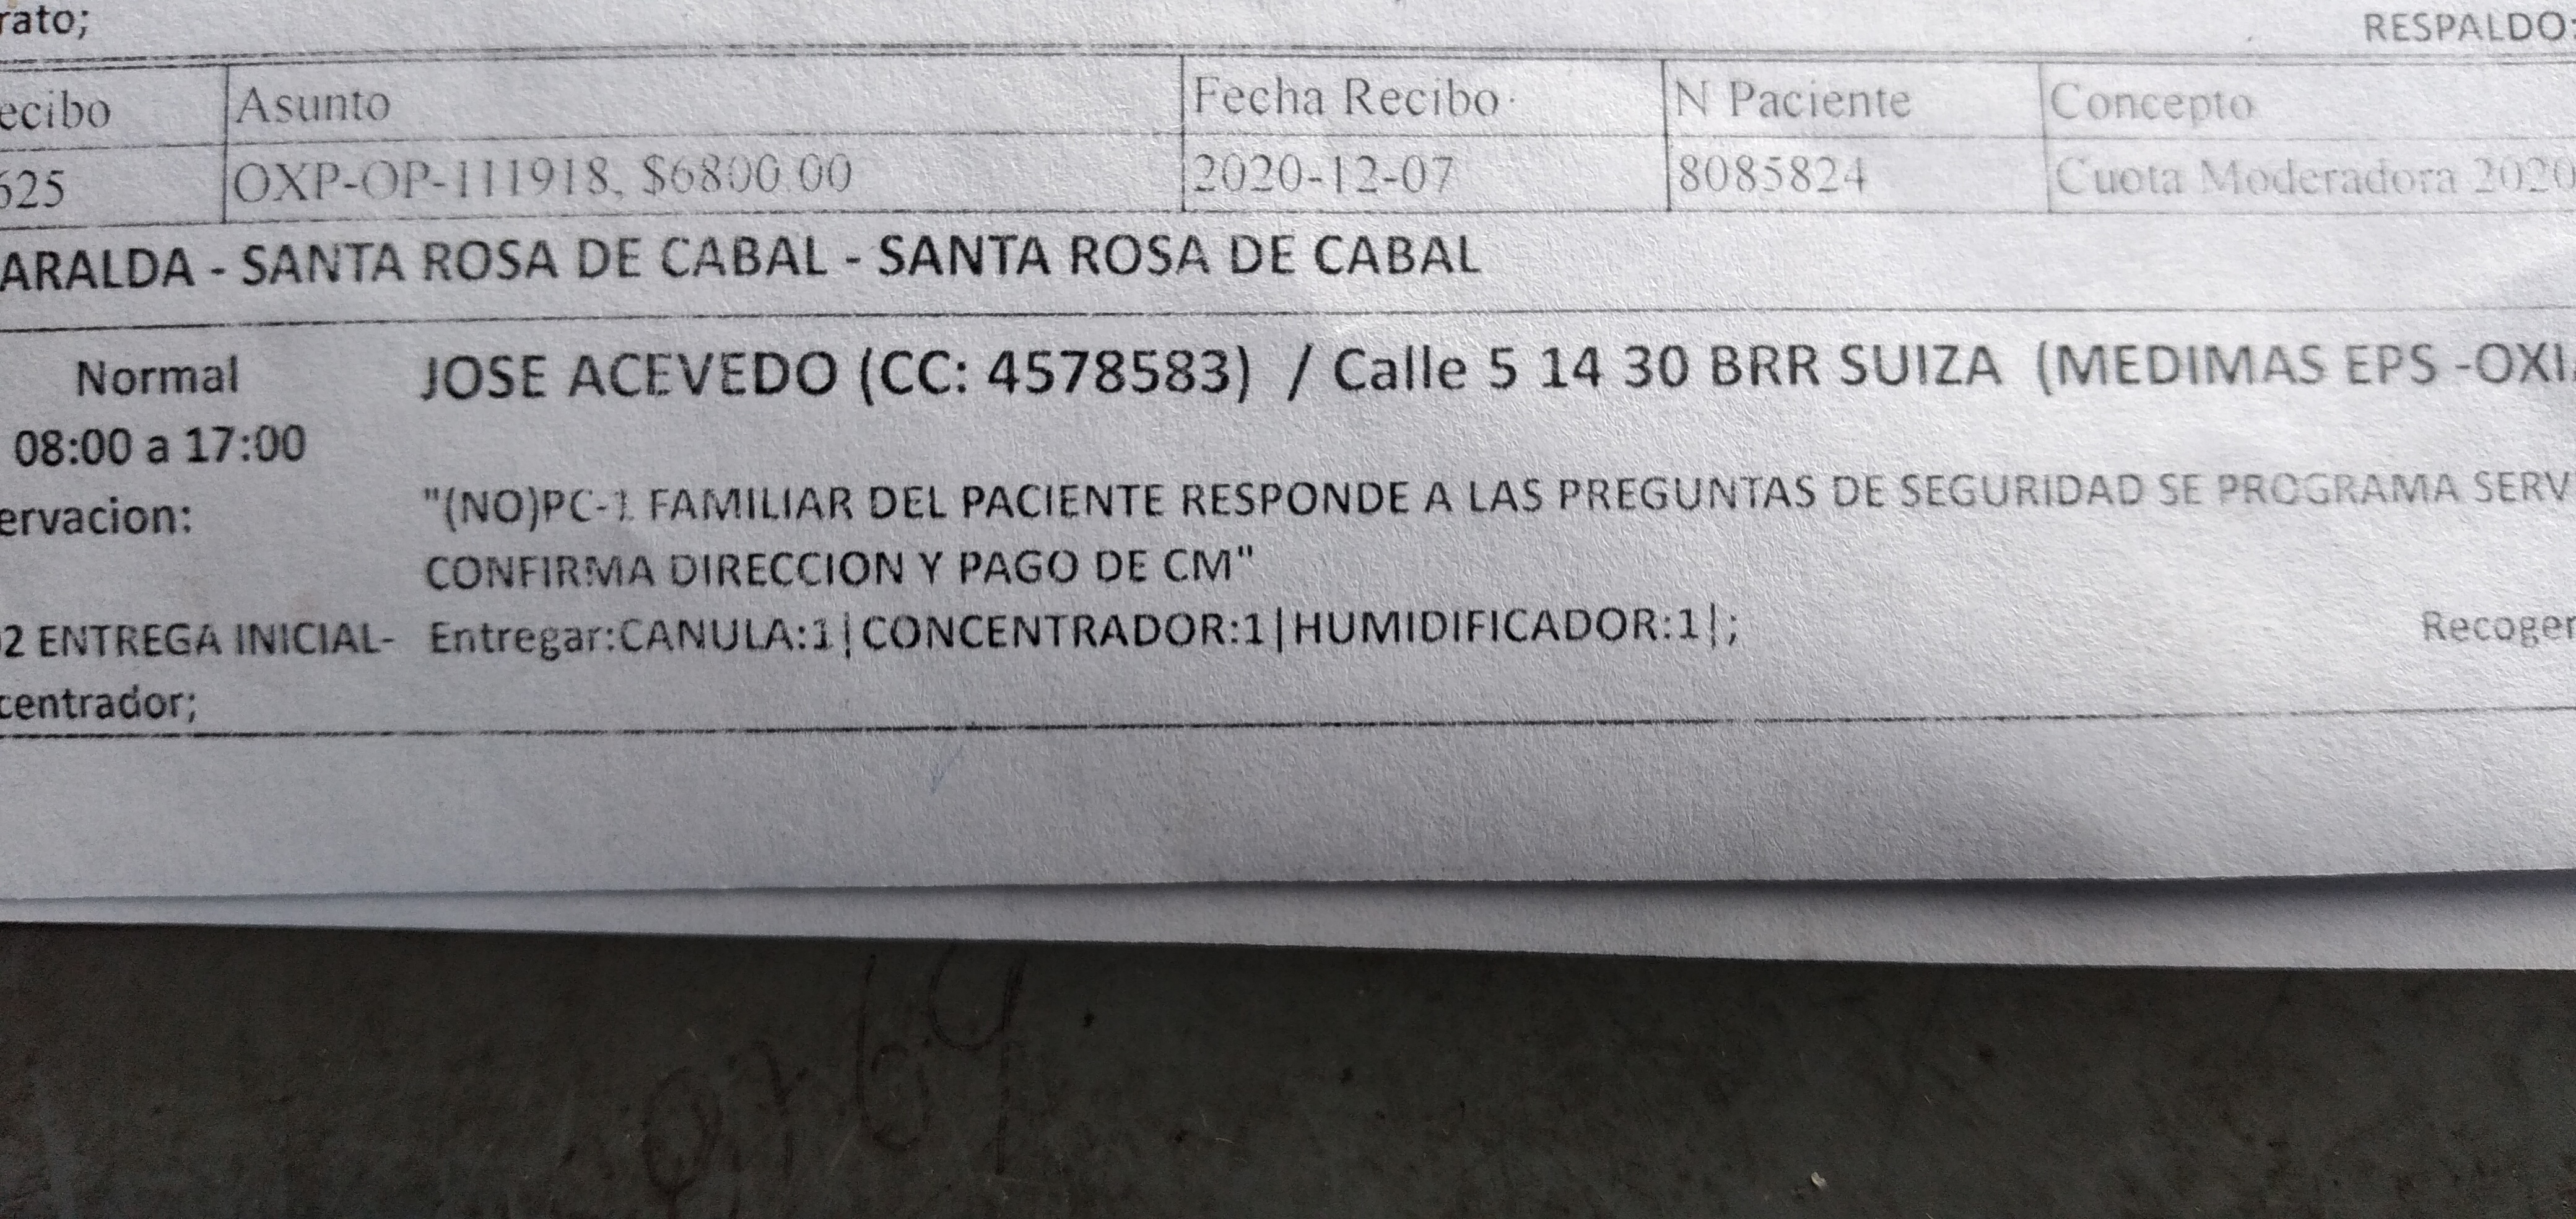 rato; RESPALDO:
ecibo Asunto Fecha Recibo N Paciente Concepto
625 OXP-OP-111918, $6800.00 2020-12-07 8085824 Cuota Moderadora 2020
ARALDA - SANTA ROSA DE CABAL - SANTA ROSA DE CABAL
Normal JOSE ACEVEDO (CC: 4578583) / Calle 5 14 30 BRR SUIZA (MEDIMAS EPS -OXI
08:00 a 17:00
ervacion: "(NO)PC-1 FAMILIAR DEL PACIENTE RESPONDE A LAS PREGUNTAS DE SEGURIDAD SE PROGRAMA SERV
CONFIRMA DIRECCION Y PAGO DE CM"
02 ENTREGA INICIAL- Entregar:CANULA:1|CONCENTRADOR:1|HUMIDIFICADOR:1|; Recoger
centrador;